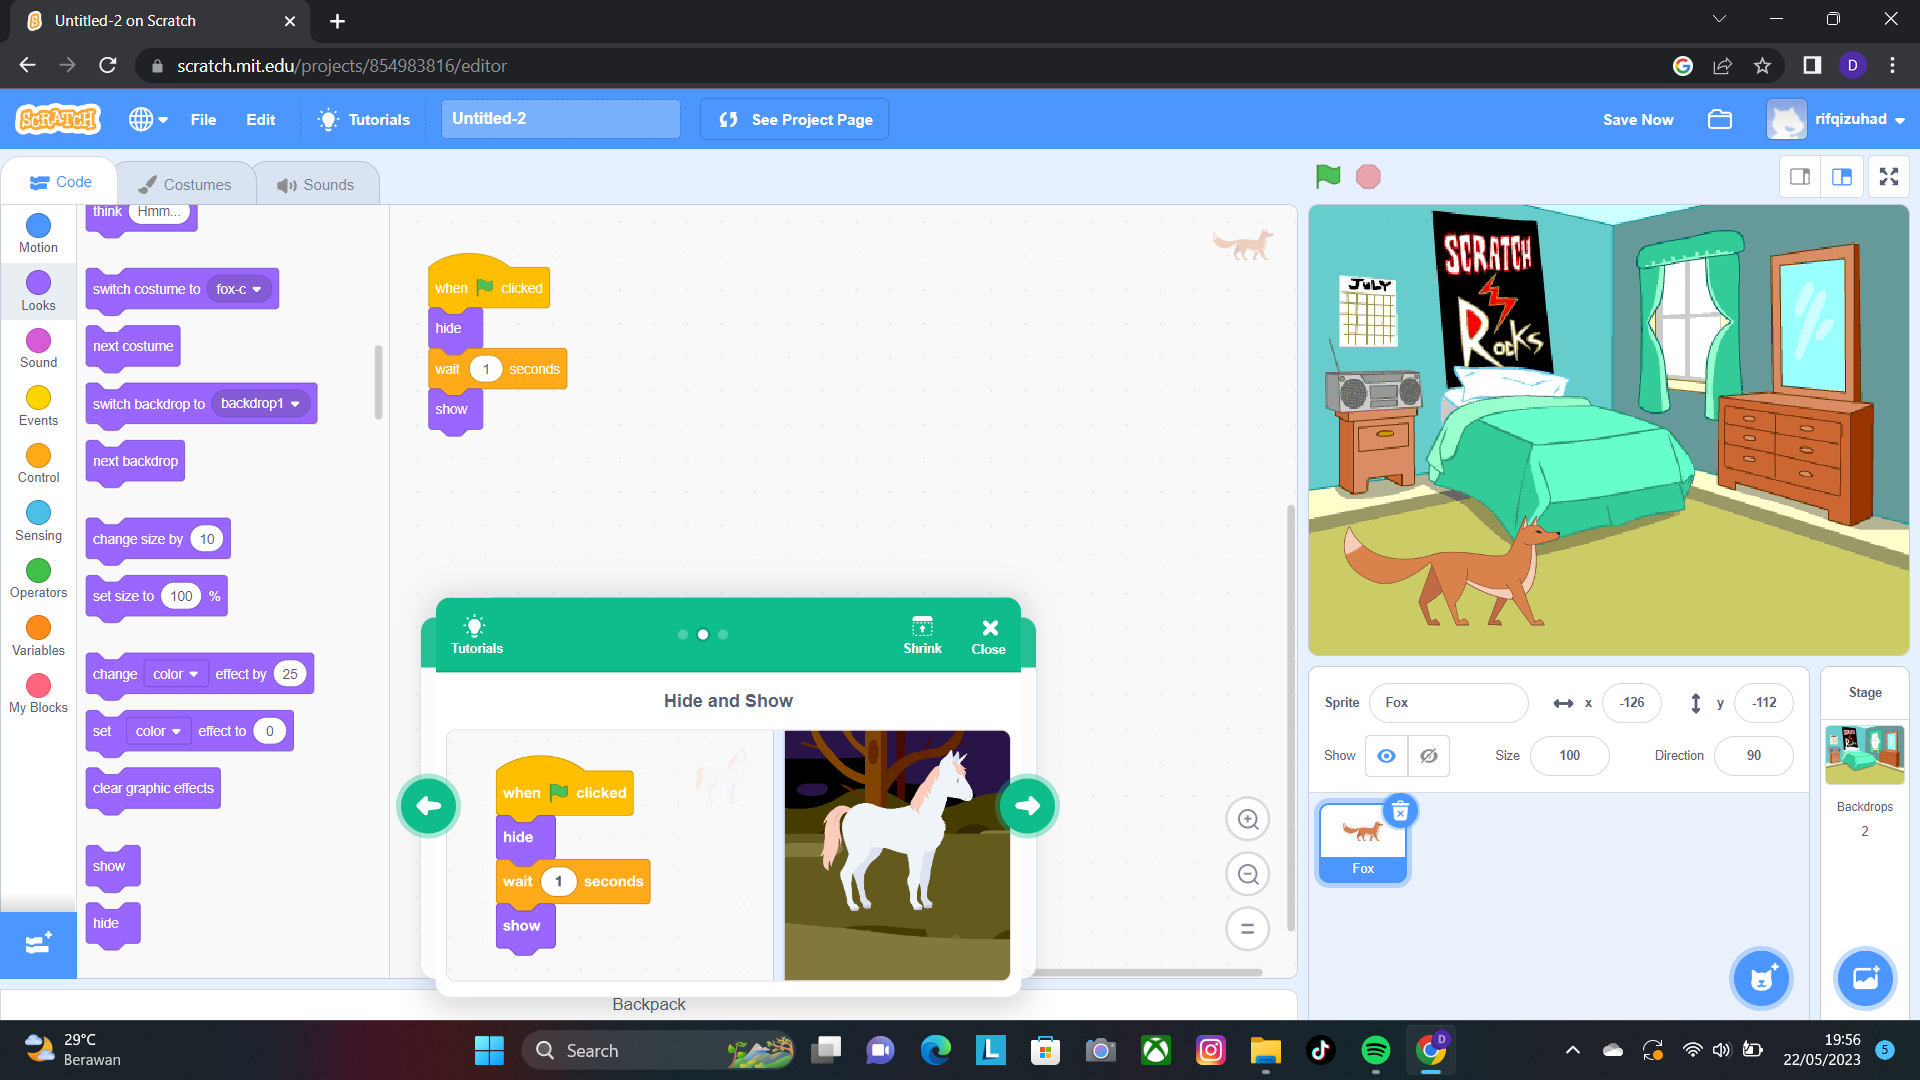 Untitled-2 on Scratch
scratch.mit.edu/projects/854983816/editor
D
SCRATCH
File
Edit
Tutorials
Untitled-2
See Project Page
Save Now
rifqizuhad
Code
Costumes
Sounds
Motion
Looks
Sound
Events
Control
Sensing
Operators
Variables
My Blocks
think Hmm...
switch costume to fox-c
next costume
switch backdrop to backdrop1
next backdrop
change size by 10
set size to 100 %
change color effect by 25
set color effect to 0
clear graphic effects
show
hide
when clicked
hide
wait 1 seconds
show
Tutorials
Shrink
Close
Hide and Show
when clicked
hide
wait 1 seconds
show
Backpack
JULY
SCRATCH
Rocks
Sprite Fox x -126 y -112
Show Size 100 Direction 90
Fox
Stage
Backdrops
2
29°C
Berawan
Search
L
D
19:56
22/05/2023
5